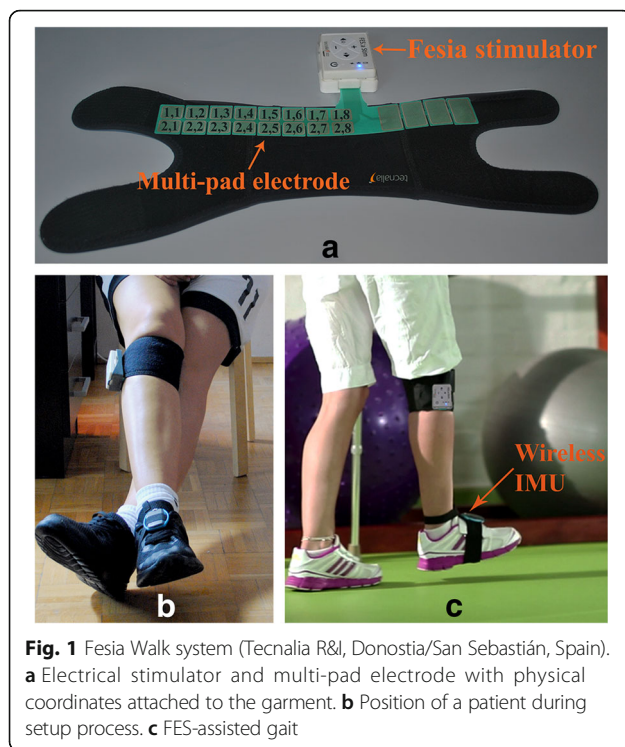 Fesia stimulator
FESIA Walk
1,1 1,2 1,3 1,4 1,5 1,6 1,7 1,8
2,1 2,2 2,3 2,4 2,5 2,6 2,7 2,8
Multi-pad electrode
tecnalia
a
Wireless
IMU
b
c
Fig. 1 Fesia Walk system (Tecnalia R&I, Donostia/San Sebastián, Spain).
a Electrical stimulator and multi-pad electrode with physical
coordinates attached to the garment. b Position of a patient during
setup process. c FES-assisted gait